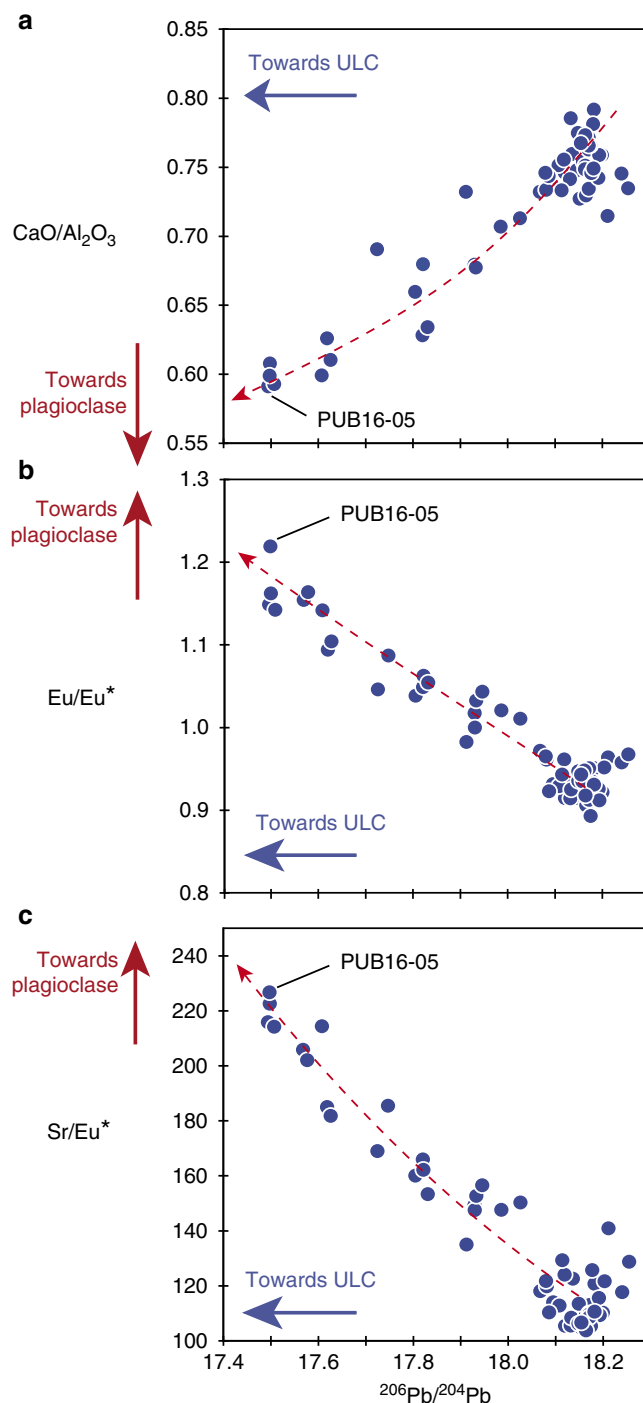 a
0.85
Towards ULC
0.80
0.75
CaO/Al₂O₃
0.70
0.65
Towards
plagioclase
0.60
PUB16-05
0.55
b
1.3
Towards
plagioclase
PUB16-05
1.2
1.1
Eu/Eu*
1.0
0.9
Towards ULC
0.8
c
Towards
plagioclase
240
PUB16-05
220
200
180
Sr/Eu*
160
140
120
Towards ULC
100
17.4 17.6 17.8 18.0 18.2
²⁰⁶Pb/²⁰⁴Pb